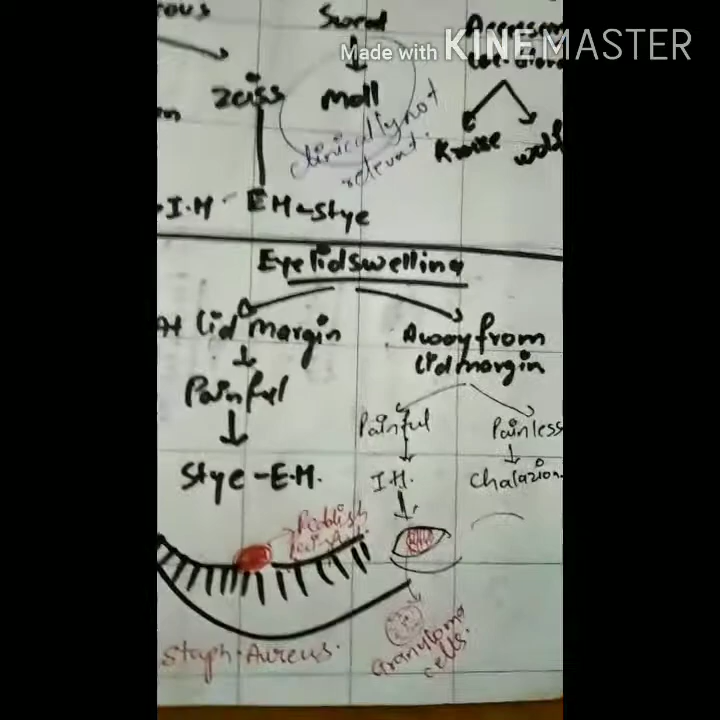 Sweat
Made with KINEMASTER
Zeiss
Moll
clinically not
relevant.
Krause
I.H
EH-Stye
Eyelid swelling
At lid margin
Away from
lid margin
Painful
Painful
Painless
Stye-E.H.
I.H.
Chalazion
Reddish
Staph. Aureus.
Granuloma
cells.